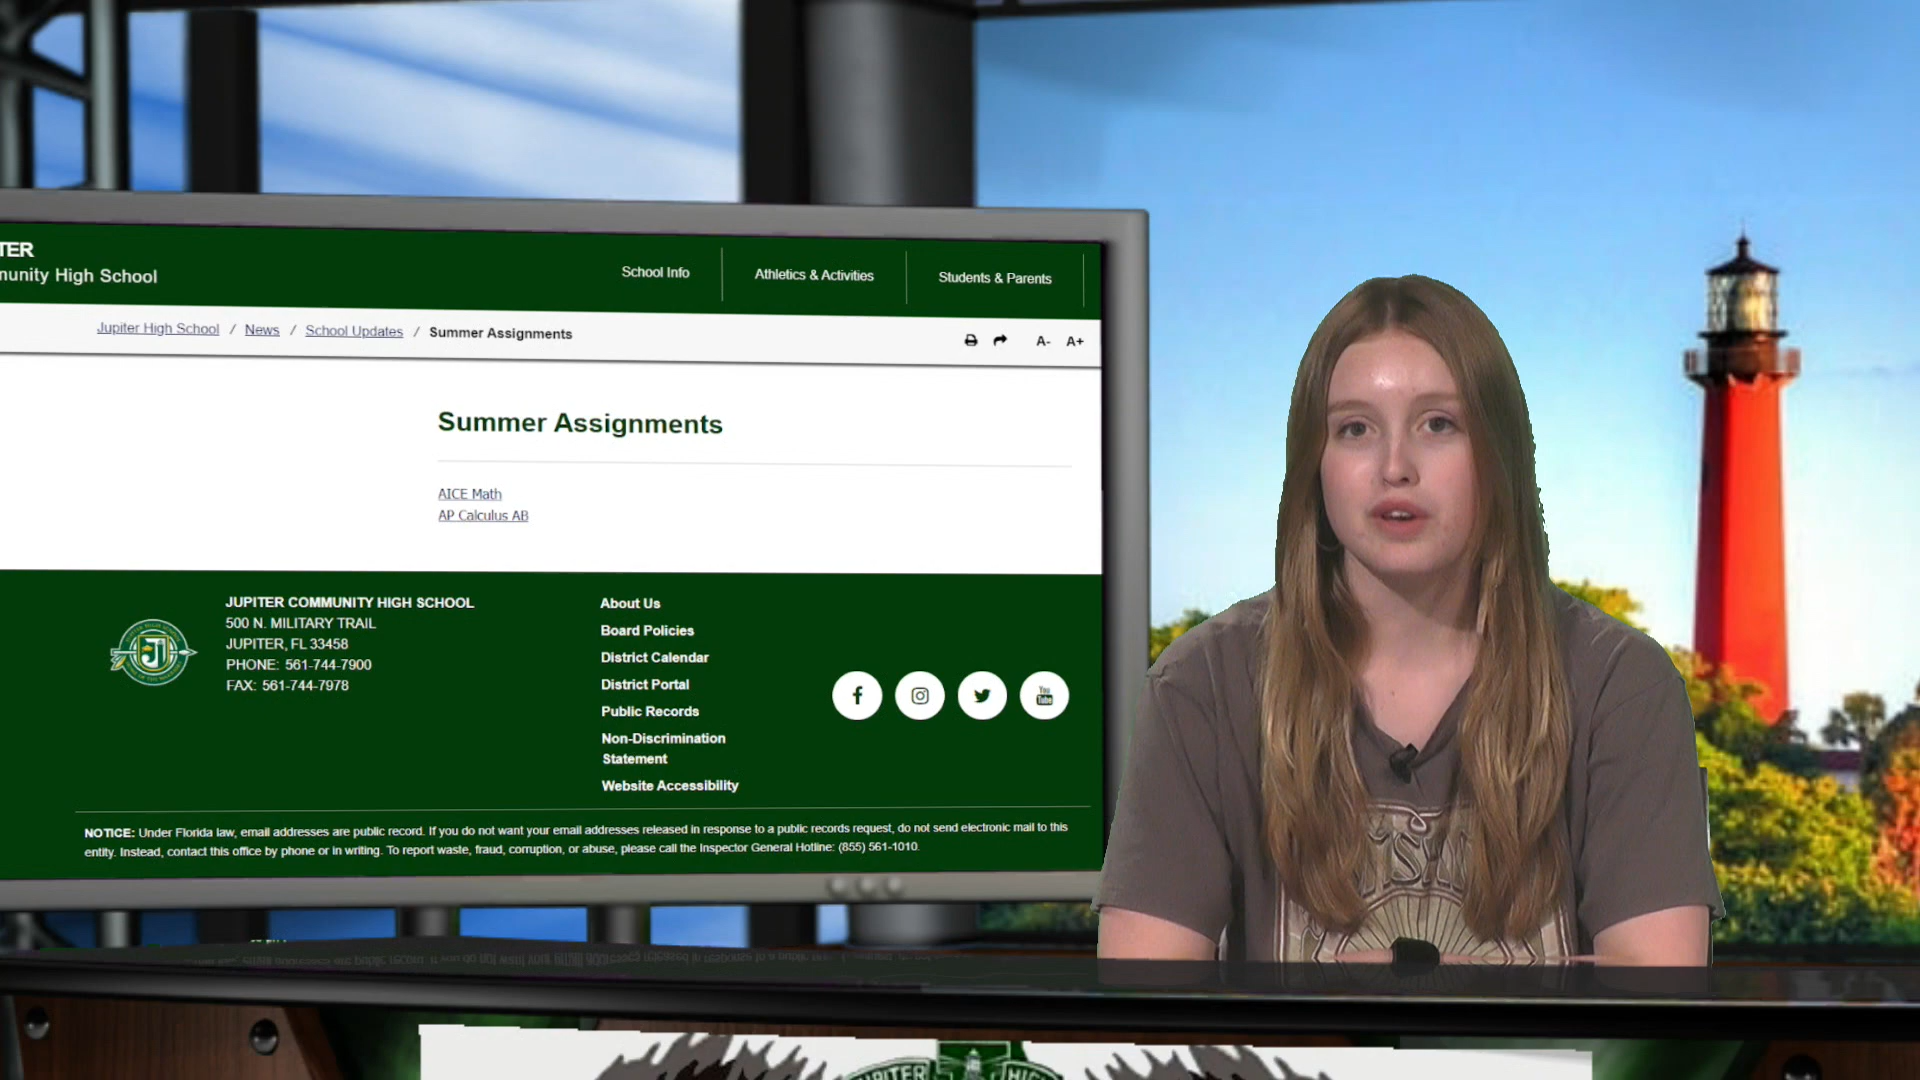 TER
munity High School
School Info
Athletics & Activities
Students & Parents
Jupiter High School / News / School Updates / Summer Assignments
A- A+
Summer Assignments
AICE Math
AP Calculus AB
JUPITER COMMUNITY HIGH SCHOOL
500 N. MILITARY TRAIL
JUPITER, FL 33458
PHONE: 561-744-7900
FAX: 561-744-7978
About Us
Board Policies
District Calendar
District Portal
Public Records
Non-Discrimination
Statement
Website Accessibility
You
Tube
NOTICE: Under Florida law, email addresses are public record. If you do not want your email addresses released in response to a public records request, do not send electronic mail to this
entity. Instead, contact this office by phone or in writing. To report waste, fraud, corruption, or abuse, please call the Inspector General Hotline: (855) 561-1010.
JUPITER HIGH